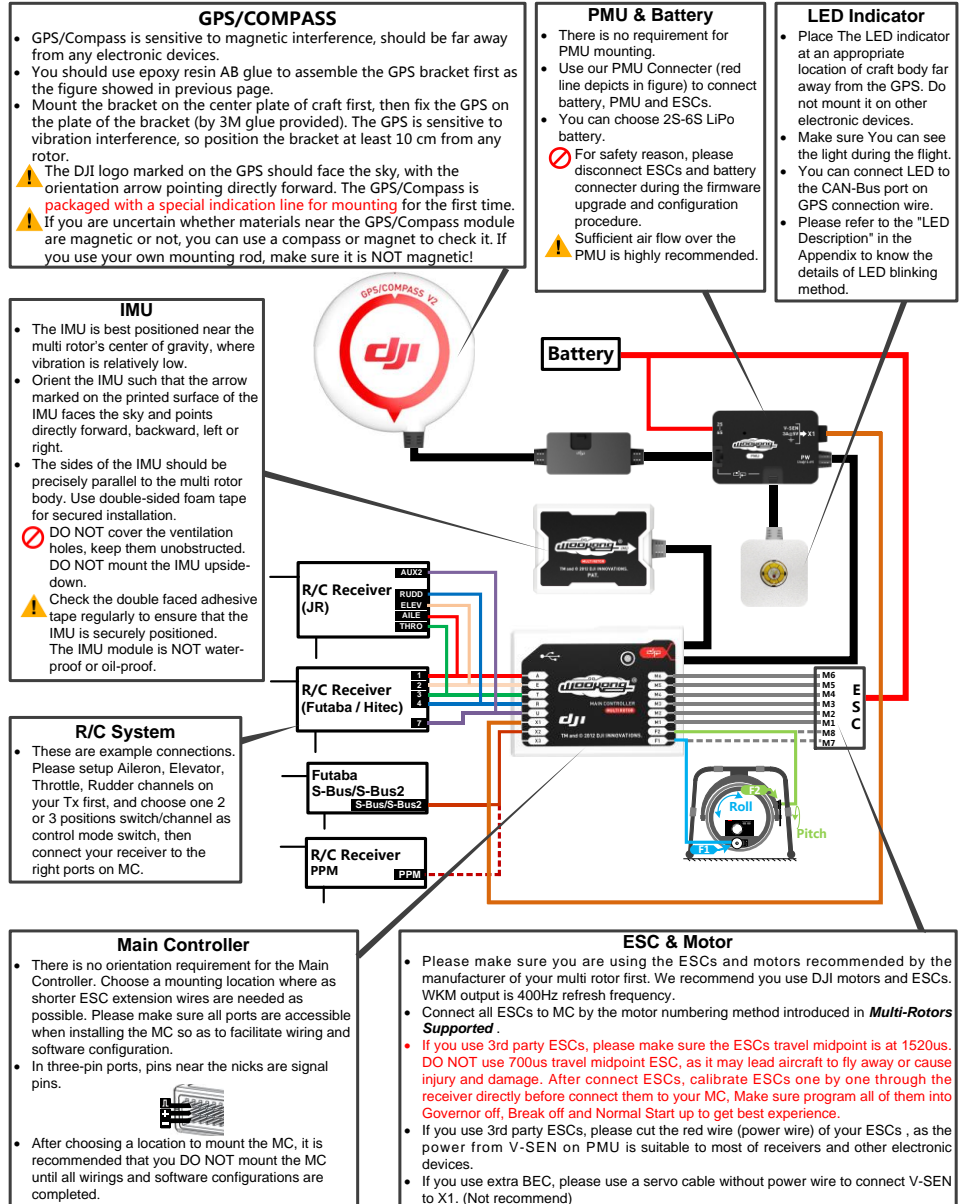 GPS/COMPASS
• GPS/Compass is sensitive to magnetic interference, should be far away
from any electronic devices.
• You should use epoxy resin AB glue to assemble the GPS bracket first as
the figure showed in previous page.
• Mount the bracket on the center plate of craft first, then fix the GPS on
the plate of the bracket (by 3M glue provided). The GPS is sensitive to
vibration interference, so position the bracket at least 10 cm from any
rotor.
The DJI logo marked on the GPS should face the sky, with the
orientation arrow pointing directly forward. The GPS/Compass is
packaged with a special indication line for mounting for the first time.
If you are uncertain whether materials near the GPS/Compass module
are magnetic or not, you can use a compass or magnet to check it. If
you use your own mounting rod, make sure it is NOT magnetic!
PMU & Battery
• There is no requirement for
PMU mounting.
• Use our PMU Connecter (red
line depicts in figure) to connect
battery, PMU and ESCs.
• You can choose 2S-6S LiPo
battery.
For safety reason, please
disconnect ESCs and battery
connecter during the firmware
upgrade and configuration
procedure.
Sufficient air flow over the
PMU is highly recommended.
LED Indicator
• Place The LED indicator
at an appropriate
location of craft body far
away from the GPS. Do
not mount it on other
electronic devices.
• Make sure You can see
the light during the flight.
• You can connect LED to
the CAN-Bus port on
GPS connection wire.
• Please refer to the "LED
Description" in the
Appendix to know the
details of LED blinking
method.
IMU
• The IMU is best positioned near the
multi rotor's center of gravity, where
vibration is relatively low.
• Orient the IMU such that the arrow
marked on the printed surface of the
IMU faces the sky and points
directly forward, backward, left or
right.
• The sides of the IMU should be
precisely parallel to the multi rotor
body. Use double-sided foam tape
for secured installation.
DO NOT cover the ventilation
holes, keep them unobstructed.
DO NOT mount the IMU upside-
down.
Check the double faced adhesive
tape regularly to ensure that the
IMU is securely positioned.
The IMU module is NOT water-
proof or oil-proof.
GPS/COMPASS V2
dji
Battery
V-SEN
X1
PW
PMU
WooKong
MULTI ROTOR
TM and © 2012 DJI INNOVATIONS.
PAT.
R/C Receiver
(JR)
AUX2
RUDD
ELEV
AILE
THRO
R/C Receiver
(Futaba / Hitec)
1
2
3
4
7
Futaba
S-Bus/S-Bus2
S-Bus/S-Bus2
R/C Receiver
PPM
PPM
A
E
T
R
U
X1
X2
X3
WooKong
MAIN CONTROLLER
MULTI ROTOR
dji
TM and © 2012 DJI INNOVATIONS.
M6
M5
M4
M3
M2
M1
F2
F1
M6
M5
M4
M3
M2
M1
M8
M7
E
S
C
F2
Roll
Pitch
F1
R/C System
• These are example connections.
Please setup Aileron, Elevator,
Throttle, Rudder channels on
your Tx first, and choose one 2
or 3 positions switch/channel as
control mode switch, then
connect your receiver to the
right ports on MC.
Main Controller
• There is no orientation requirement for the Main
Controller. Choose a mounting location where as
shorter ESC extension wires are needed as
possible. Please make sure all ports are accessible
when installing the MC so as to facilitate wiring and
software configuration.
• In three-pin ports, pins near the nicks are signal
pins.
• After choosing a location to mount the MC, it is
recommended that you DO NOT mount the MC
until all wirings and software configurations are
completed.
ESC & Motor
• Please make sure you are using the ESCs and motors recommended by the
manufacturer of your multi rotor first. We recommend you use DJI motors and ESCs.
WKM output is 400Hz refresh frequency.
• Connect all ESCs to MC by the motor numbering method introduced in Multi-Rotors
Supported .
• If you use 3rd party ESCs, please make sure the ESCs travel midpoint is at 1520us.
DO NOT use 700us travel midpoint ESC, as it may lead aircraft to fly away or cause
injury and damage. After connect ESCs, calibrate ESCs one by one through the
receiver directly before connect them to your MC, Make sure program all of them into
Governor off, Break off and Normal Start up to get best experience.
• If you use 3rd party ESCs, please cut the red wire (power wire) of your ESCs , as the
power from V-SEN on PMU is suitable to most of receivers and other electronic
devices.
• If you use extra BEC, please use a servo cable without power wire to connect V-SEN
to X1. (Not recommend)